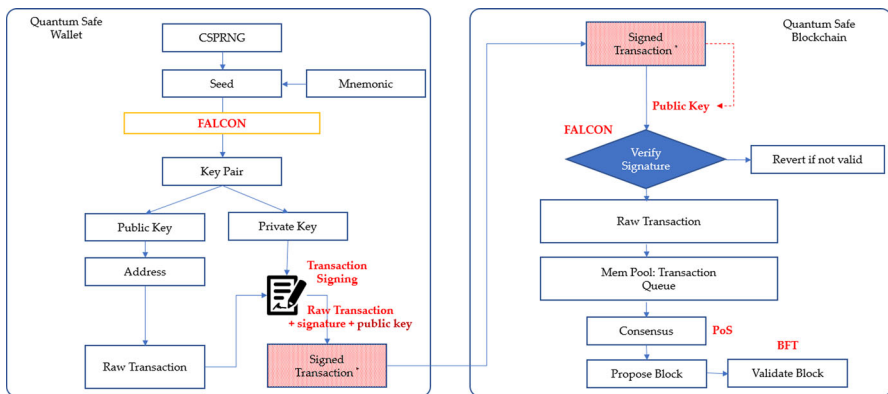 Quantum Safe
Wallet
CSPRNG
Seed
Mnemonic
FALCON
Key Pair
Public Key
Private Key
Address
Transaction
Signing
Raw Transaction
+ signature + public key
Raw Transaction
Signed
Transaction *
Quantum Safe
Blockchain
Signed
Transaction *
Public Key
FALCON
Verify
Signature
Revert if not valid
Raw Transaction
Mem Pool: Transaction
Queue
Consensus
PoS
BFT
Propose Block
Validate Block